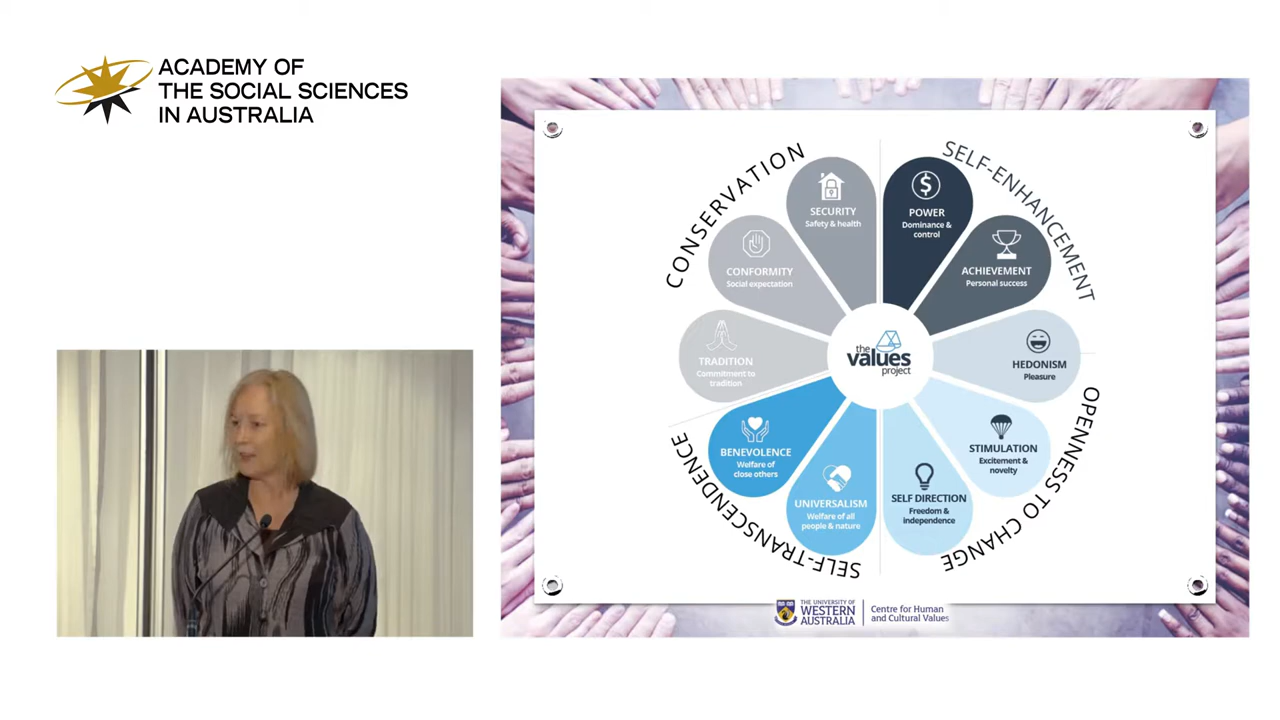 ACADEMY OF
THE SOCIAL SCIENCES
IN AUSTRALIA
CONSERVATION
SELF-ENHANCEMENT
SECURITY
Safety & health
POWER
Dominance &
control
CONFORMITY
Social expectation
ACHIEVEMENT
Personal success
TRADITION
Commitment to
tradition
the
values
project
HEDONISM
Pleasure
BENEVOLENCE
Welfare of
close others
STIMULATION
Excitement &
novelty
UNIVERSALISM
Welfare of all
people & nature
SELF DIRECTION
Freedom &
independence
SELF-TRANSCENDENCE
OPENNESS TO CHANGE
THE UNIVERSITY OF
WESTERN
AUSTRALIA
Centre for Human
and Cultural Values